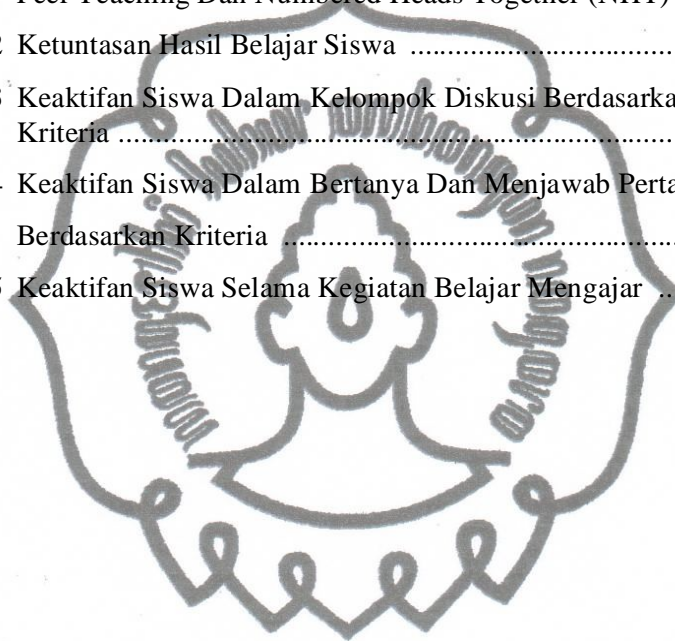 Peer Teaching Dan Numbered Heads Together (NHT)
2 Ketuntasan Hasil Belajar Siswa ........................................
Keaktifan Siswa Dalam Kelompok Diskusi Berdasarka
Kriteria ........................................................................
Keaktifan Siswa Dalam Bertanya Dan Menjawab Perta
Berdasarkan Kriteria ..................................................
Keaktifan Siswa Selama Kegiatan Belajar Mengajar ..